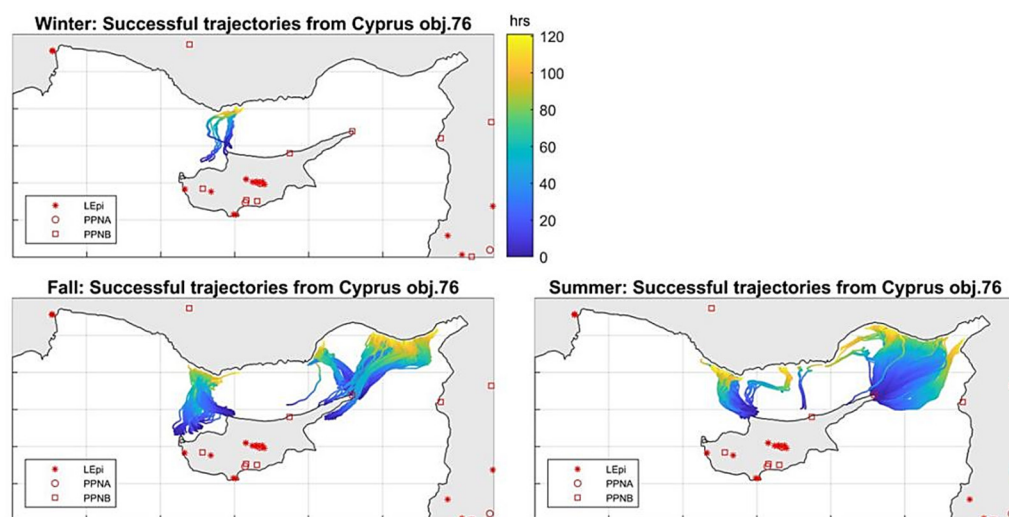 Winter: Successful trajectories from Cyprus obj.76
hrs
120
100
80
60
40
20
0
LEpi
PPNA
PPNB
Fall: Successful trajectories from Cyprus obj.76
LEpi
PPNA
PPNB
Summer: Successful trajectories from Cyprus obj.76
LEpi
PPNA
PPNB